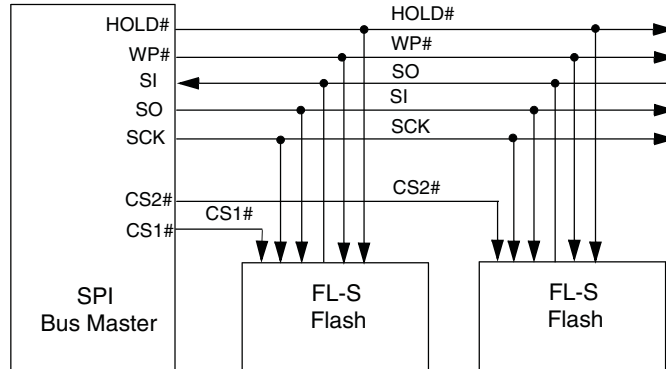 HOLD# HOLD#
WP# WP#
SI SO
SO SI
SCK SCK
CS2# CS2#
CS1# CS1#
SPI
Bus Master
FL-S
Flash
FL-S
Flash